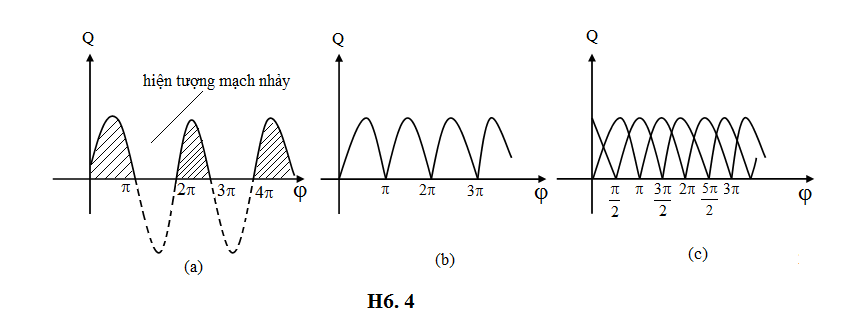 Q
hiện tượng mạch nhảy
π 2π 3π 4π φ
(a)
Q
π 2π 3π φ
(b)
Q
π/2 π 3π/2 2π 5π/2 3π φ
(c)
H6. 4